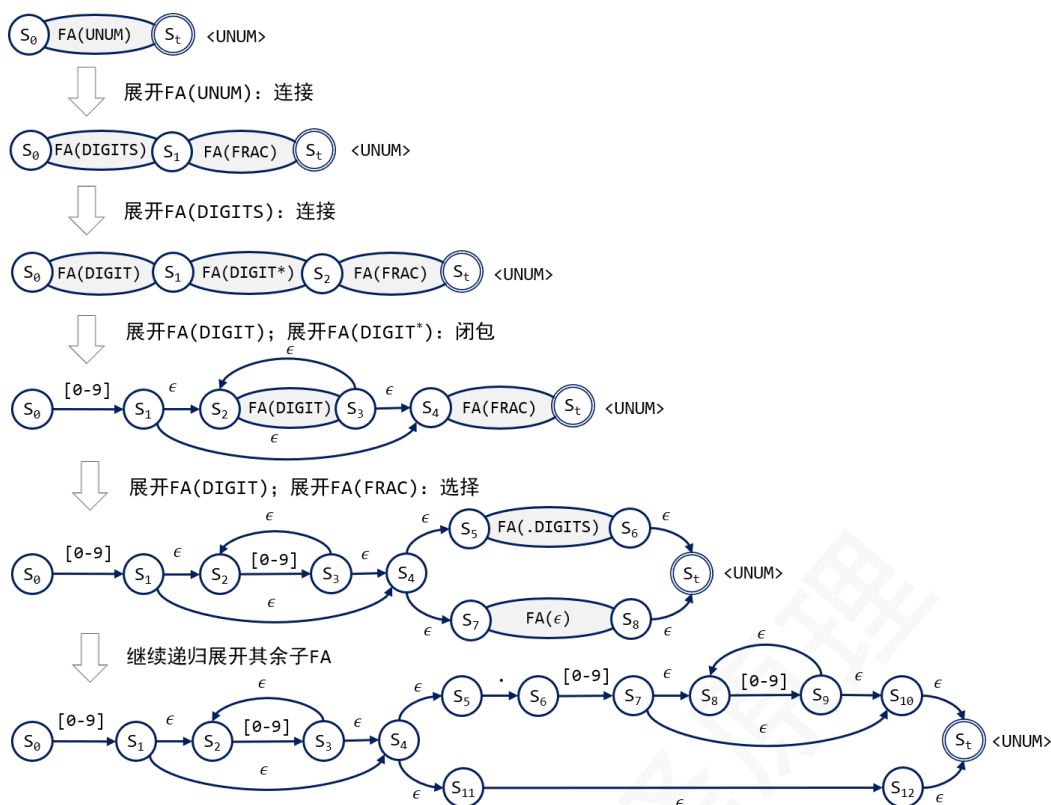 S₀ FA(UNUM) Sₜ <UNUM>
展开FA(UNUM)：连接
S₀ FA(DIGITS) S₁ FA(FRAC) Sₜ <UNUM>
展开FA(DIGITS)：连接
S₀ FA(DIGIT) S₁ FA(DIGIT*) S₂ FA(FRAC) Sₜ <UNUM>
展开FA(DIGIT)；展开FA(DIGIT*)：闭包
ϵ
S₀ [0-9] S₁ ϵ S₂ FA(DIGIT) S₃ ϵ S₄ FA(FRAC) Sₜ <UNUM>
ϵ
展开FA(DIGIT)；展开FA(FRAC)：选择
ϵ ϵ S₅ FA(.DIGITS) S₆ ϵ
S₀ [0-9] S₁ ϵ S₂ [0-9] S₃ ϵ S₄ Sₜ <UNUM>
ϵ ϵ S₇ FA(ϵ) S₈ ϵ
继续递归展开其余子FA
ϵ
ϵ ϵ S₅ . S₆ [0-9] S₇ ϵ S₈ [0-9] S₉ ϵ S₁₀ ϵ
S₀ [0-9] S₁ ϵ S₂ [0-9] S₃ ϵ S₄ ϵ Sₜ <UNUM>
ϵ ϵ S₁₁ ϵ S₁₂ ϵ
原理